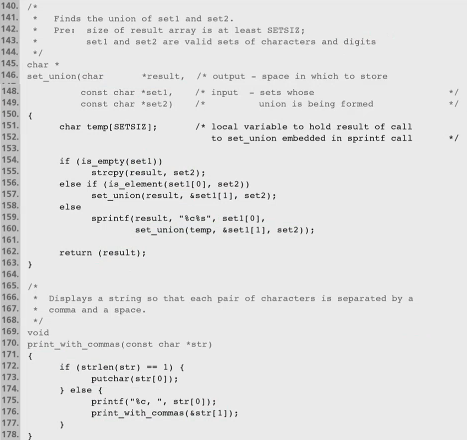 140. /*
141.  *  Finds the union of set1 and set2.
142.  *  Pre:  size of result array is at least SETSIZ;
143.  *        set1 and set2 are valid sets of characters and digits
144.  */
145. char *
146. set_union(char       *result,  /* output - space in which to store
148.           const char *set1,    /* input  - sets whose                */
149.           const char *set2)    /*          union is being formed     */
150. {
151.       char temp[SETSIZ];       /* local variable to hold result of call
152.                                   to set_union embedded in sprintf call   */
153.
154.       if (is_empty(set1))
155.             strcpy(result, set2);
156.       else if (is_element(set1[0], set2))
157.             set_union(result, &set1[1], set2);
158.       else
159.             sprintf(result, "%c%s", set1[0],
160.                     set_union(temp, &set1[1], set2));
161.
162.       return (result);
163. }
164.
165. /*
166.  *  Displays a string so that each pair of characters is separated by a
167.  *  comma and a space.
168.  */
169. void
170. print_with_commas(const char *str)
171. {
172.       if (strlen(str) == 1) {
173.             putchar(str[0]);
174.       } else {
175.             printf("%c, ", str[0]);
176.             print_with_commas(&str[1]);
177.       }
178. }